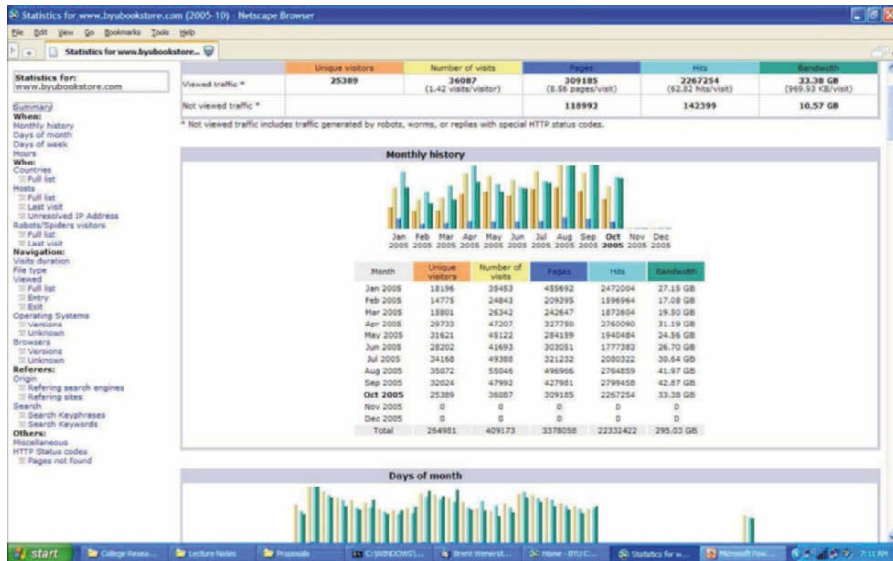 Statistics for www.byubookstore.com (2005-10) - Netscape Browser
File Edit View Go Bookmarks Tools Help
Statistics for www.byubookstore...
Statistics for:
www.byubookstore.com
Summary
When:
Monthly history
Days of month
Days of week
Hours
Who:
Countries
Full list
Hosts
Full list
Last visit
Unresolved IP Address
Robots/Spiders visitors
Full list
Last visit
Navigation:
Visits duration
File type
Viewed
Full list
Entry
Exit
Operating Systems
Versions
Unknown
Browsers
Versions
Unknown
Referers:
Origin
Refering search engines
Refering sites
Search
Search Keyphrases
Search Keywords
Others:
Miscellaneous
HTTP Status codes
Pages not found
Unique visitors Number of visits Pages Hits Bandwidth
Viewed traffic * 25389 36087 309185 2267254 33.38 GB
(1.42 visits/visitor) (8.56 pages/visit) (62.82 hits/visit) (969.93 KB/visit)
Not viewed traffic * 118992 142399 10.57 GB
* Not viewed traffic includes traffic generated by robots, worms, or replies with special HTTP status codes.
Monthly history
Jan Feb Mar Apr May Jun Jul Aug Sep Oct Nov Dec
2005 2005 2005 2005 2005 2005 2005 2005 2005 2005 2005 2005
Month Unique visitors Number of visits Pages Hits Bandwidth
Jan 2005 18196 35453 455692 2472004 27.15 GB
Feb 2005 14775 24843 209395 1596964 17.08 GB
Mar 2005 15801 26342 242647 1873604 19.50 GB
Apr 2005 29733 47207 327750 2760090 31.19 GB
May 2005 31621 45122 284159 1940484 24.56 GB
Jun 2005 28202 41693 303051 1777383 26.70 GB
Jul 2005 34168 49388 321232 2080322 30.64 GB
Aug 2005 35072 55046 496966 2764859 41.97 GB
Sep 2005 32024 47992 427981 2799458 42.87 GB
Oct 2005 25389 36087 309185 2267254 33.38 GB
Nov 2005 0 0 0 0 0
Dec 2005 0 0 0 0 0
Total 264981 409173 3378058 22332422 295.03 GB
Days of month
start
College Resea...
Lecture Notes
Proposals
C:\WINDOWS\...
Home - BYU C...
Statistics for w...
Microsoft Pow...
7:11 AM